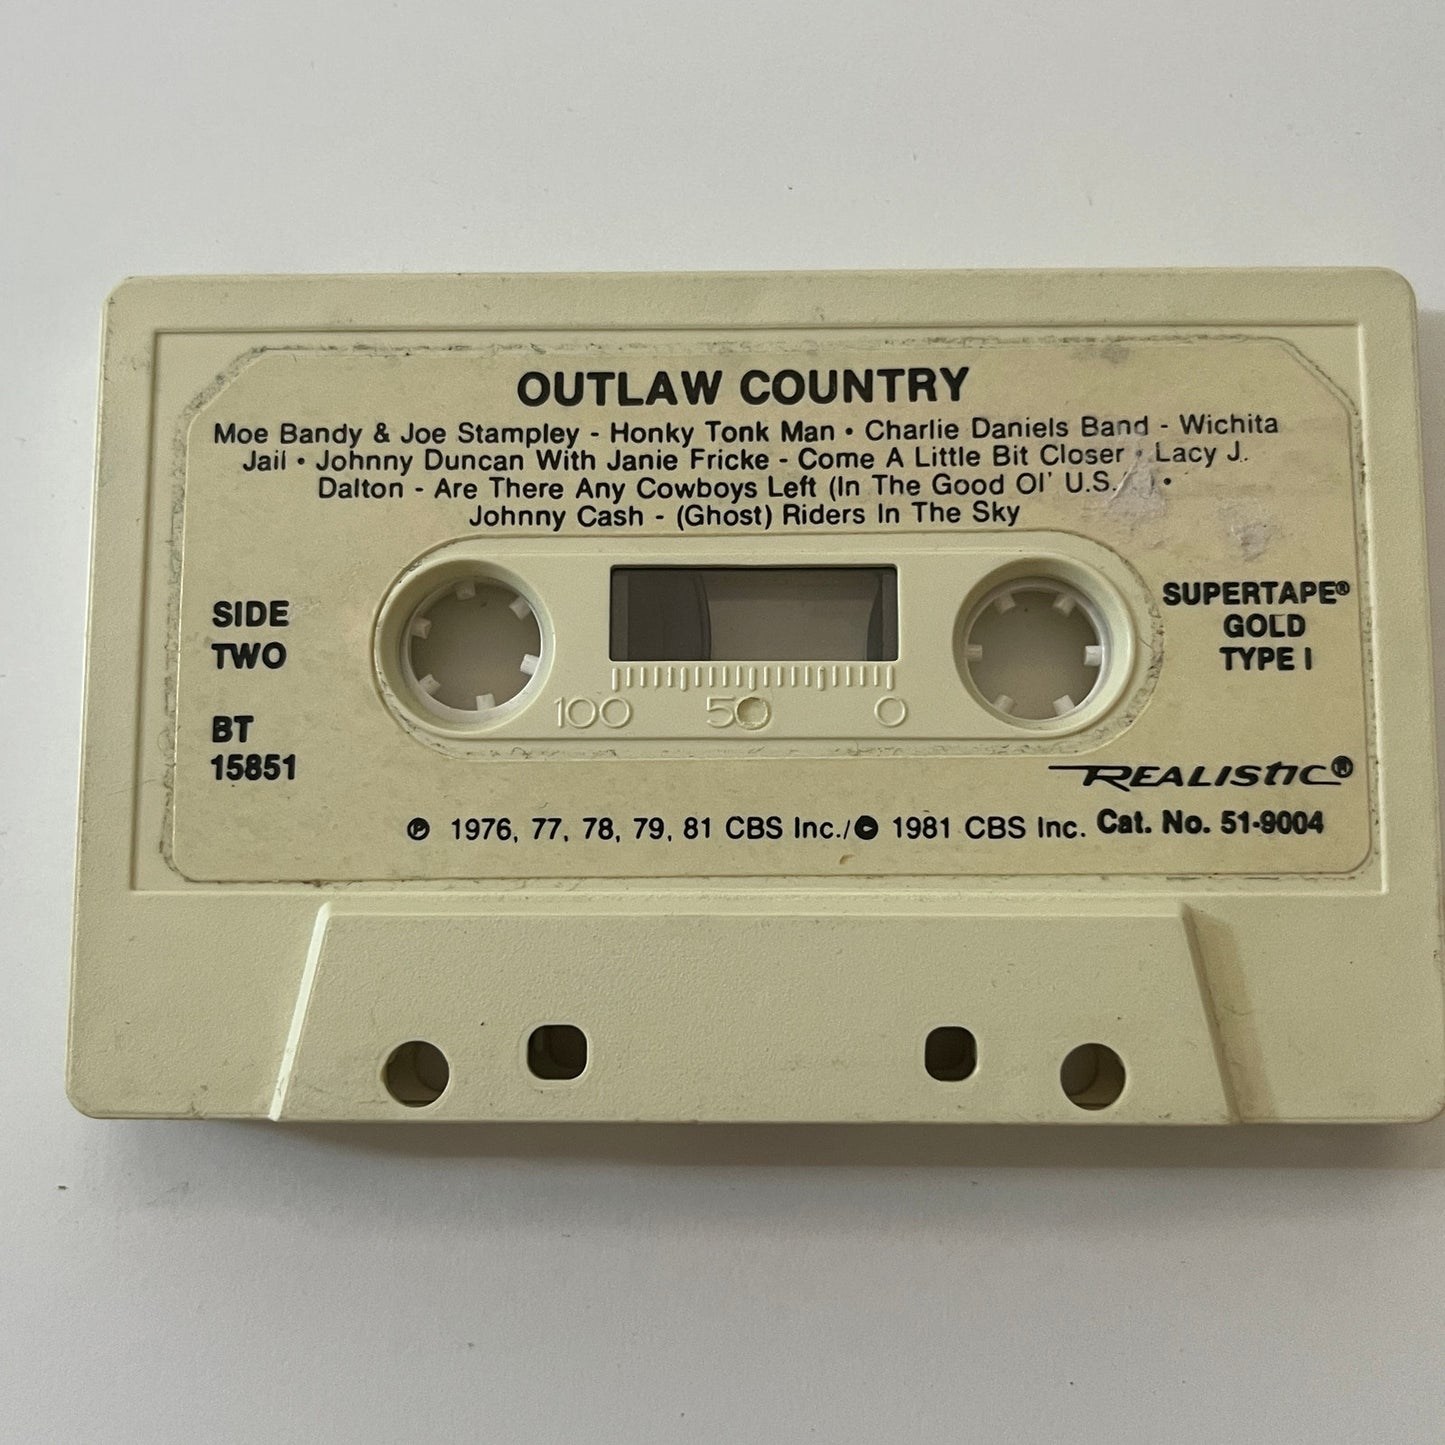 OUTLAW COUNTRY
Moe Bandy & Joe Stampley - Honky Tonk Man • Charlie Daniels Band - Wichita
Jail • Johnny Duncan With Janie Fricke - Come A Little Bit Closer • Lacy J.
Dalton - Are There Any Cowboys Left (In The Good Ol' U.S. ) •
Johnny Cash - (Ghost) Riders In The Sky
SIDE
TWO
BT
15851
SUPERTAPE®
GOLD
TYPE I
100 50 0
REALISTIC®
℗ 1976, 77, 78, 79, 81 CBS Inc./© 1981 CBS Inc. Cat. No. 51-9004